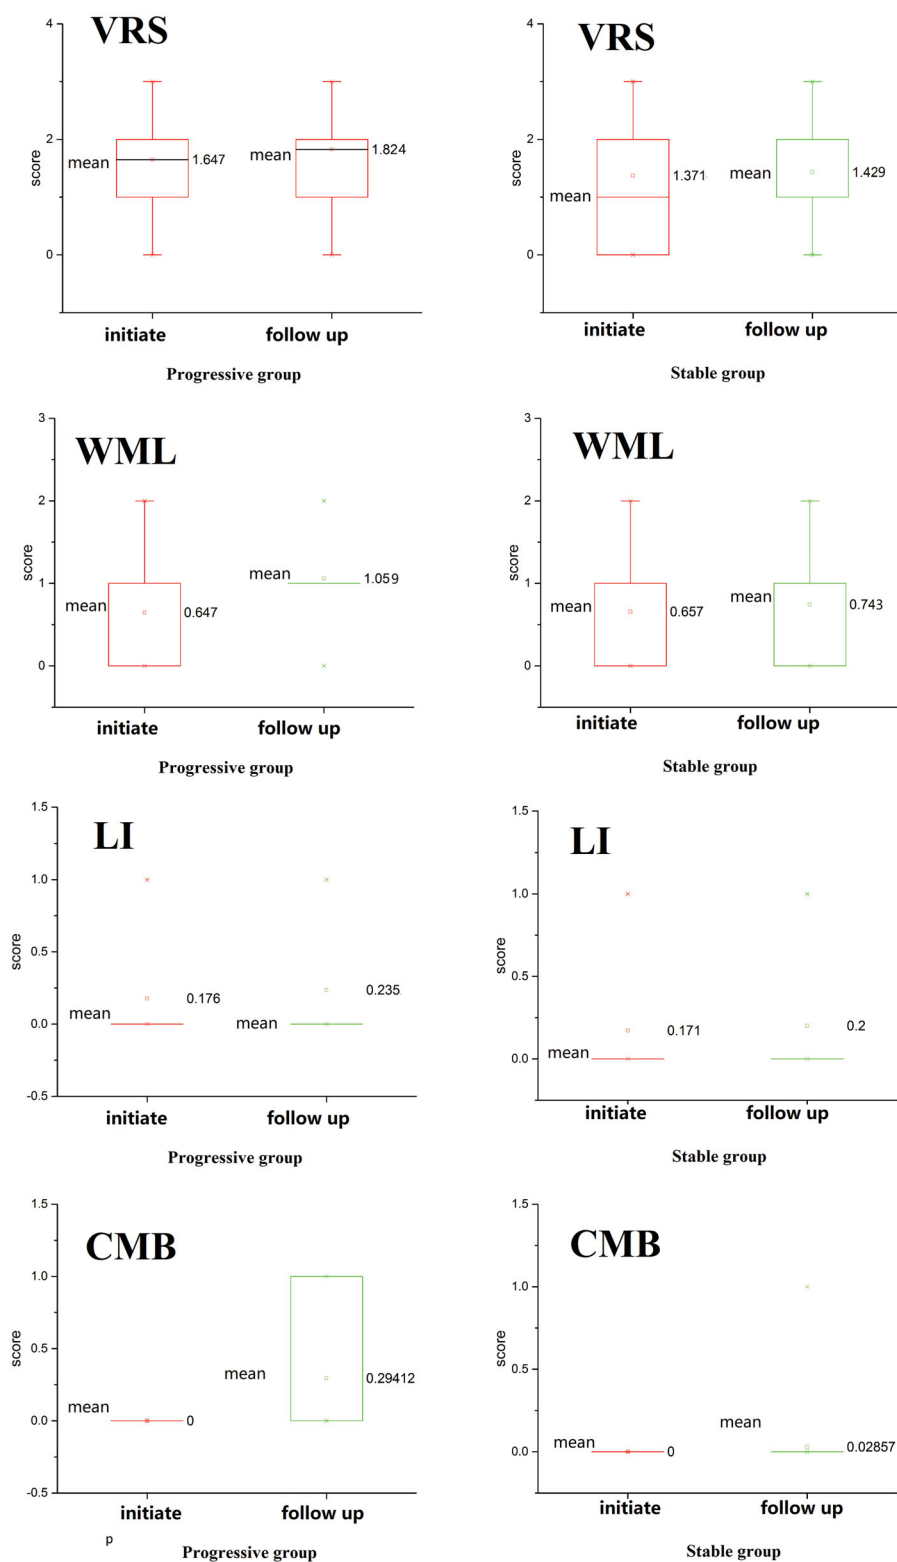 VRS
4
2
0
score
mean
1.647
mean
1.824
initiate
follow up
Progressive group
VRS
4
2
0
mean
1.371
mean
1.429
initiate
follow up
Stable group
WML
3
2
1
0
score
mean
0.647
mean
1.059
initiate
follow up
Progressive group
WML
3
2
1
0
score
mean
0.657
mean
0.743
initiate
follow up
Stable group
LI
1.5
1.0
0.5
0.0
-0.5
score
mean
0.176
mean
0.235
initiate
follow up
Progressive group
LI
1.5
1.0
0.5
0.0
score
mean
0.171
0.2
initiate
follow up
Stable group
CMB
1.5
1.0
0.5
0.0
-0.5
score
mean
0
mean
0.29412
initiate
follow up
p
Progressive group
CMB
1.5
1.0
0.5
0.0
score
mean
0
mean
0.02857
initiate
follow up
Stable group